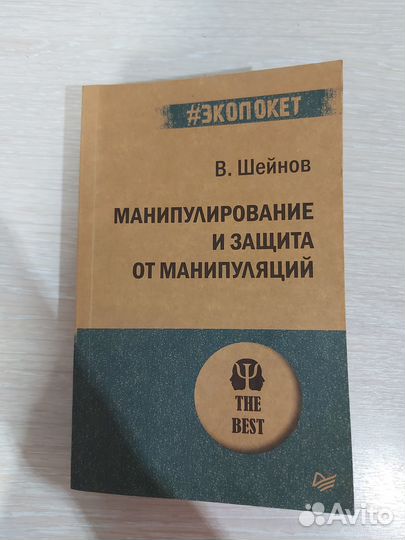 #ЭКОПОКЕТ
В. Шейнов
МАНИПУЛИРОВАНИЕ
И ЗАЩИТА
ОТ МАНИПУЛЯЦИЙ
Ψ
THE
BEST
Avito